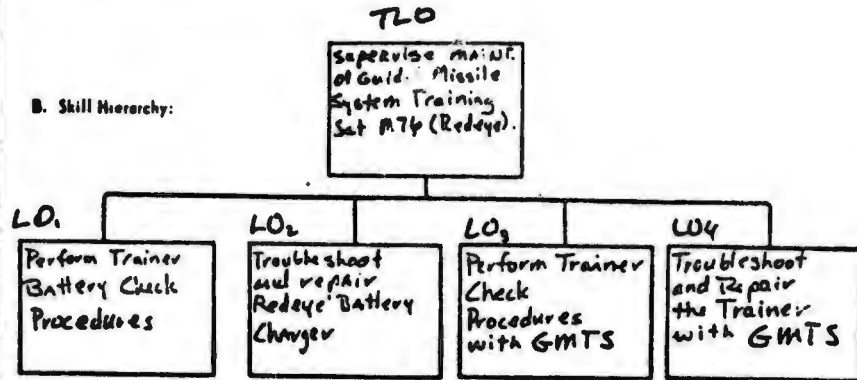 TLO
Supervise MAINT.
of Guid. Missile
System Training
Set M76 (Redeye).
B. Skill Hierarchy:
LO1
Perform Trainer
Battery Check
Procedures
LO2
Troubleshoot
and repair
Redeye Battery
Charger
LO3
Perform Trainer
Check
Procedures
with GMTS
LO4
Troubleshoot
and Repair
the Trainer
with GMTS